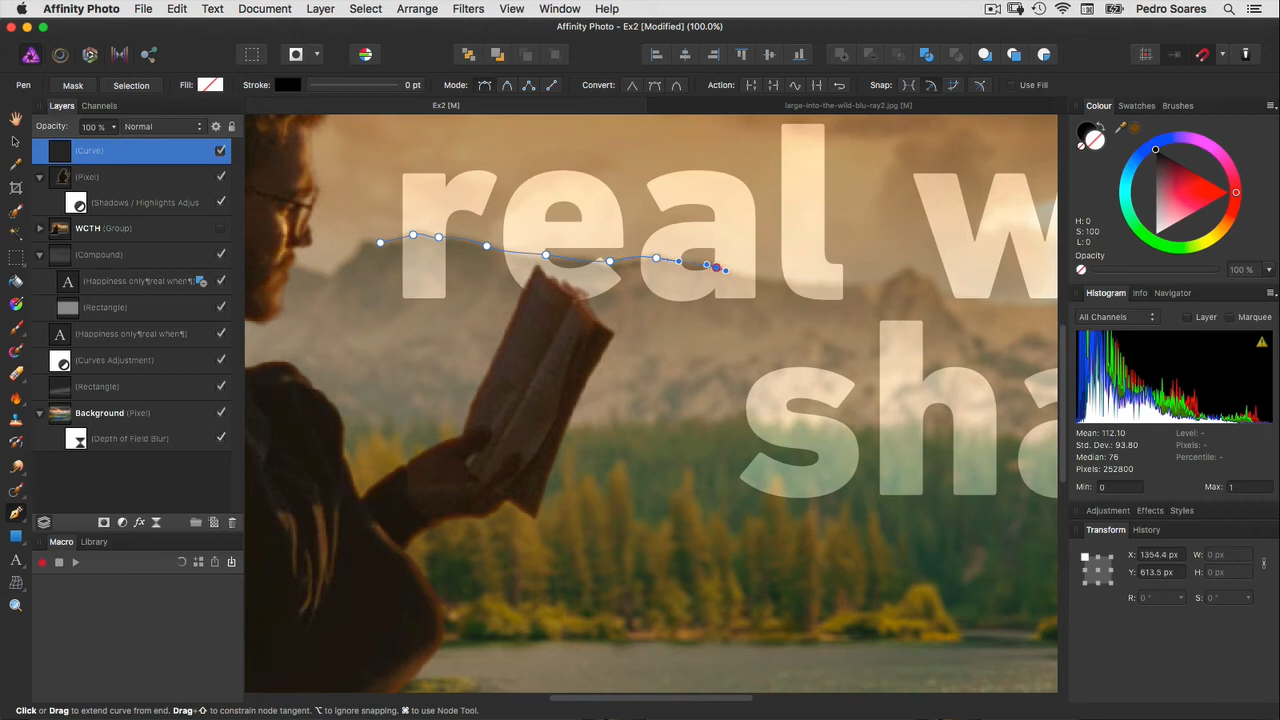 Affinity Photo File Edit Text Document Layer Select Arrange Filters View Window Help Pedro Soares
Affinity Photo - Ex2 [Modified] (100.0%)
Pen Mask Selection Fill: Stroke: 0 pt Mode: Convert: Action: Snap: Use Fill
Layers Channels
Ex2 [M] large-into-the-wild-blu-ray2.jpg [M]
Colour Swatches Brushes
Opacity: 100 % Normal
(Curve)
(Pixel)
(Shadows / Highlights Adjus
WCTH (Group)
(Compound)
(Happiness only¶real when¶)
(Rectangle)
(Happiness only¶real when¶)
(Curves Adjustment)
(Rectangle)
Background (Pixel)
(Depth of Field Blur)
Macro Library
real w
sha
H: 0
S: 100
L: 0
Opacity
100 %
Histogram Info Navigator
All Channels Layer Marquee
Mean: 112.10 Level: -
Std. Dev.: 93.80 Pixels: -
Median: 76 Percentile: -
Pixels: 252800
Min: 0 Max: 1
Adjustment Effects Styles
Transform History
X: 1354.4 px W: 0 px
Y: 613.5 px H: 0 px
R: 0 ° S: 0 °
Click or Drag to extend curve from end. Drag+⇧ to constrain node tangent. ⌥ to ignore snapping. ⌘ to use Node Tool.